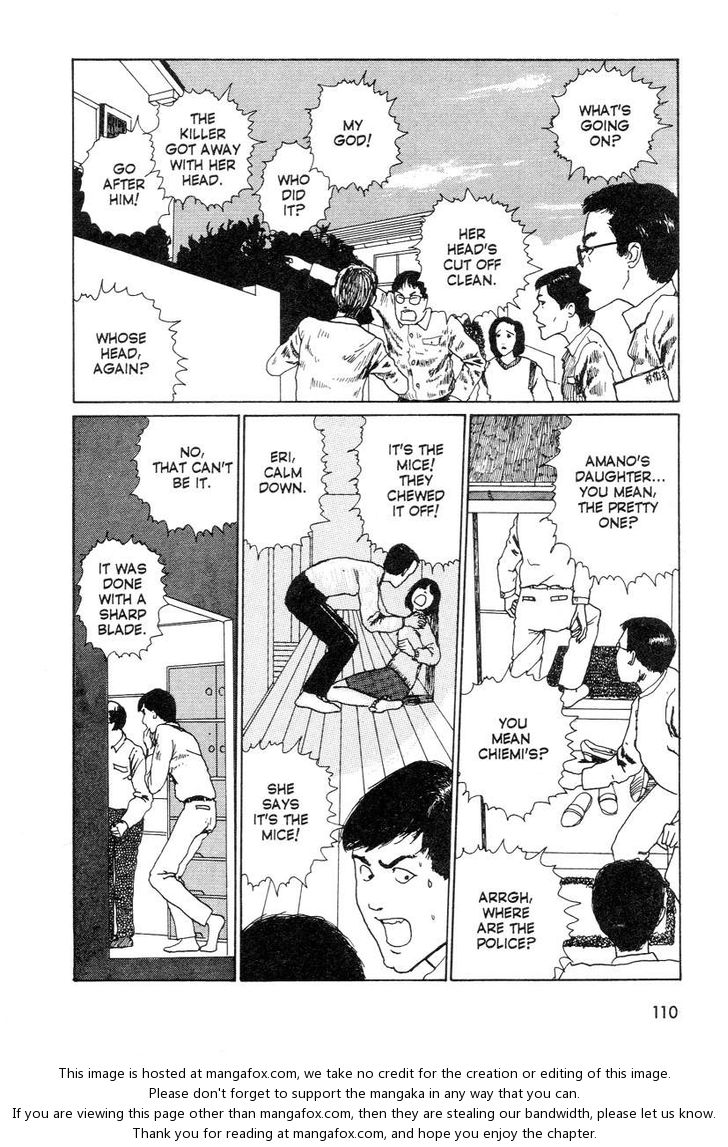 WHAT'S
GOING
ON?
MY
GOD!
THE
KILLER
GOT AWAY
WITH HER
HEAD.
WHO
DID
IT?
GO
AFTER
HIM!
HER
HEAD'S
CUT OFF
CLEAN.
WHOSE
HEAD,
AGAIN?
AMANO'S
DAUGHTER...
YOU MEAN,
THE PRETTY
ONE?
YOU
MEAN
CHIEMI'S?
ARRGH,
WHERE
ARE THE
POLICE?
IT'S THE
MICE!
THEY
CHEWED
IT OFF!
ERI,
CALM
DOWN.
SHE
SAYS
IT'S THE
MICE!
NO,
THAT CAN'T
BE IT.
IT WAS
DONE
WITH A
SHARP
BLADE.
110
This image is hosted at mangafox.com, we take no credit for the creation or editing of this image.
Please don't forget to support the mangaka in any way that you can.
If you are viewing this page other than mangafox.com, then they are stealing our bandwidth, please let us know.
Thank you for reading at mangafox.com, and hope you enjoy the chapter.